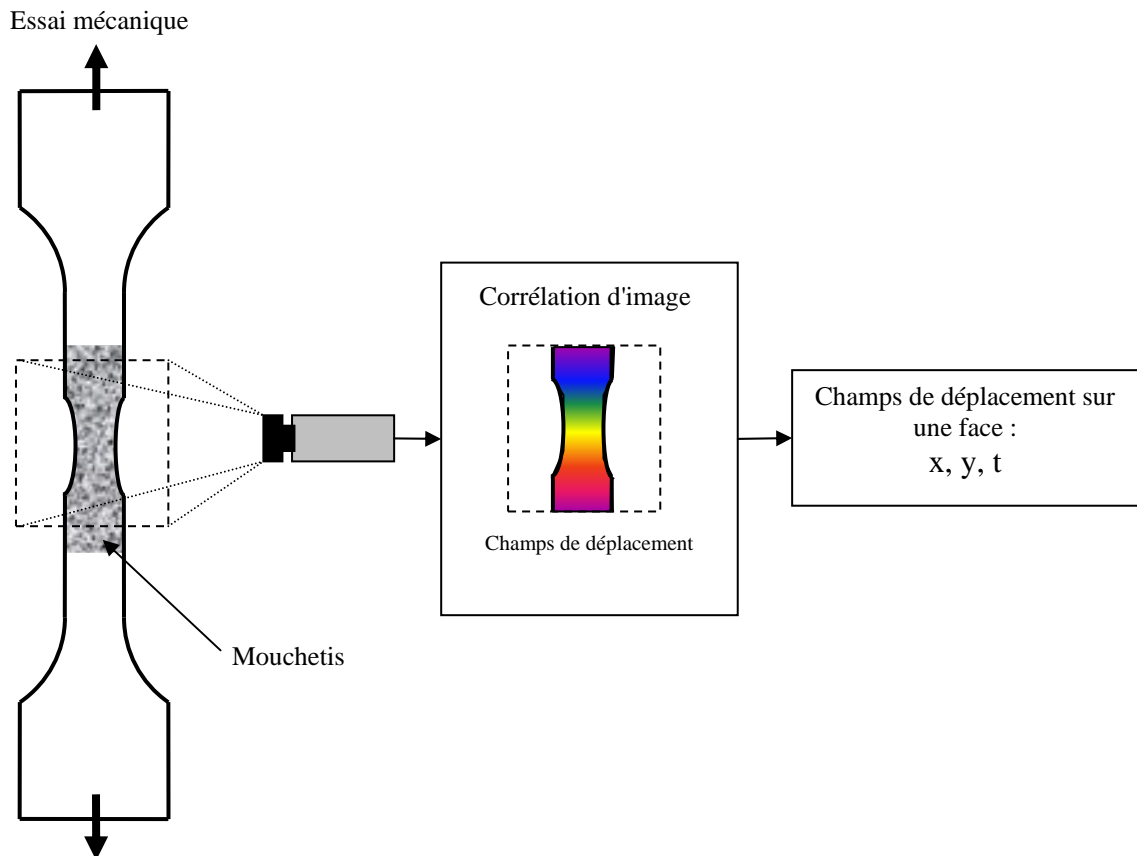 Essai mécanique
Corrélation d'image
Champs de déplacement
Champs de déplacement sur
une face :
x, y, t
Mouchetis